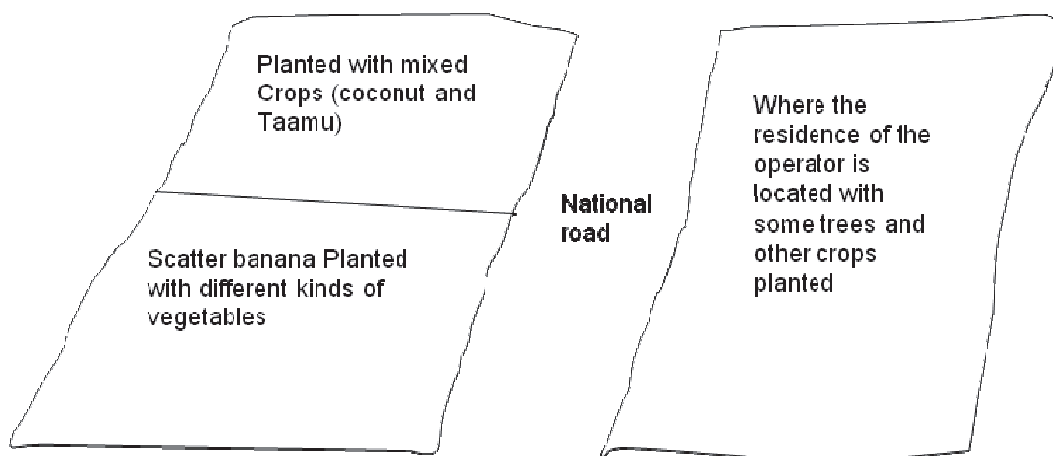 Planted with mixed
Crops (coconut and
Taamu)
Scatter banana Planted
with different kinds of
vegetables
National
road
Where the
residence of the
operator is
located with
some trees and
other crops
planted